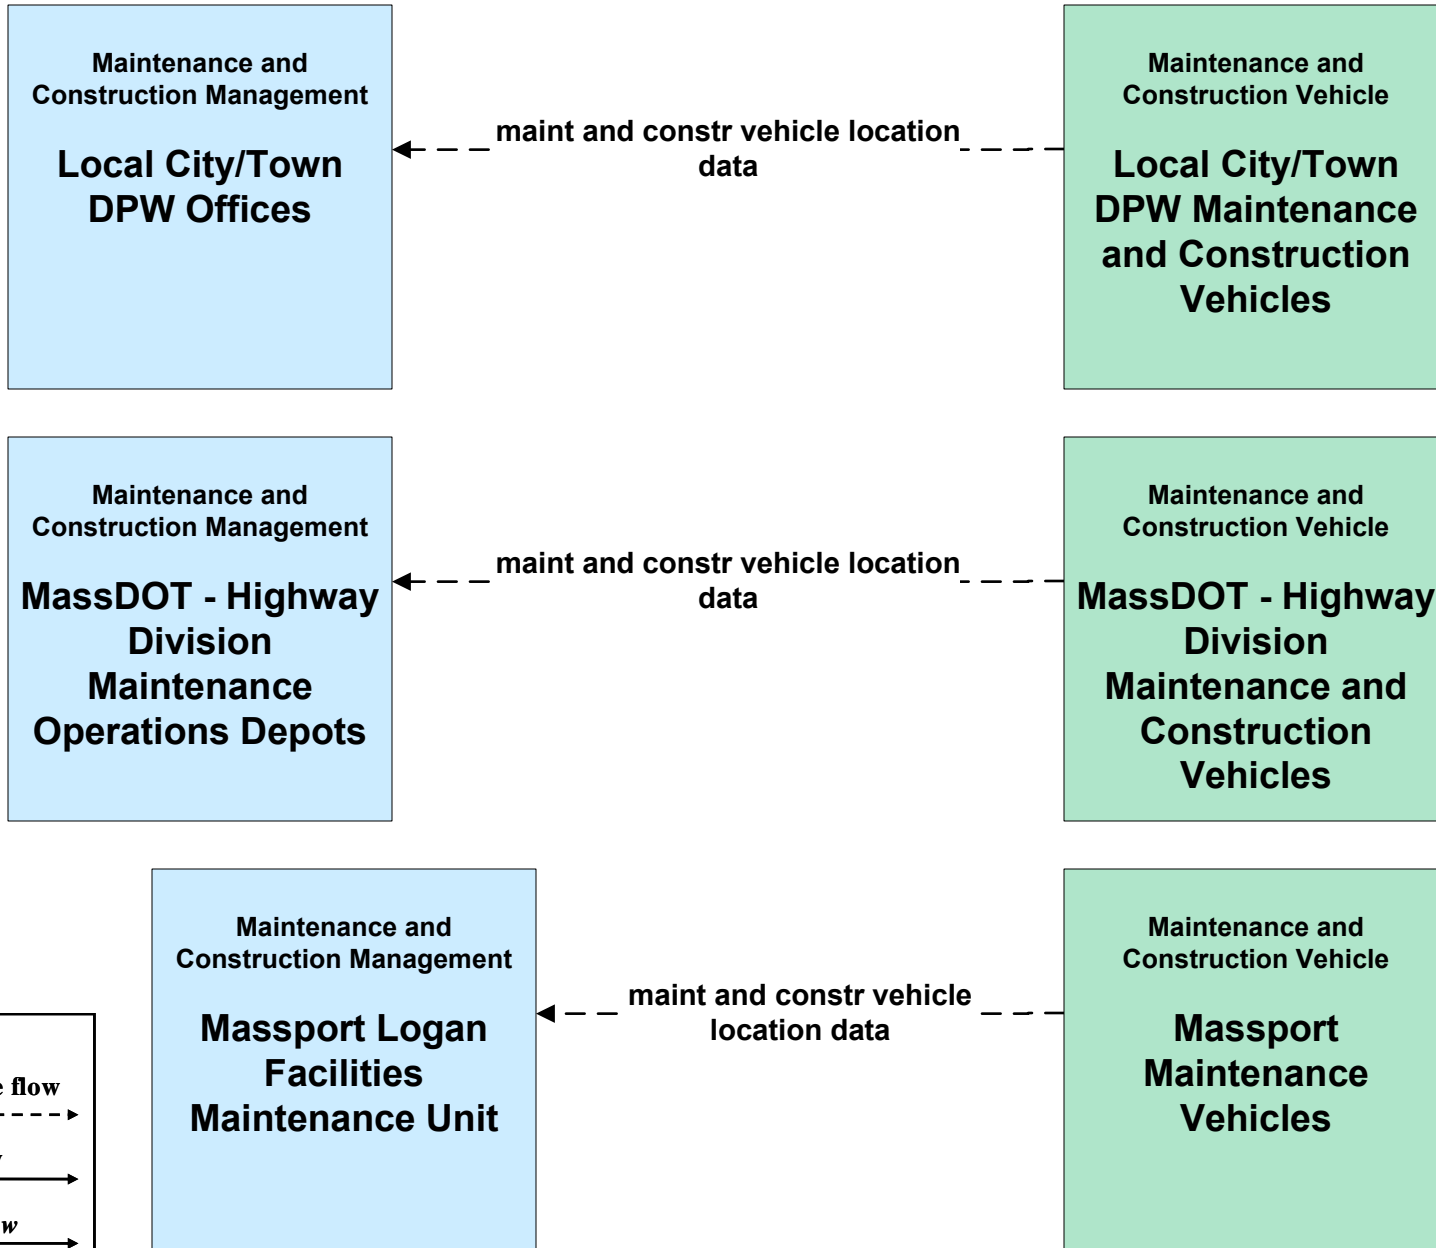 Maintenance and
Construction Management
Local City/Town
DPW Offices
maint and constr vehicle location
data
Maintenance and
Construction Vehicle
Local City/Town
DPW Maintenance
and Construction
Vehicles
Maintenance and
Construction Management
MassDOT - Highway
Division
Maintenance
Operations Depots
maint and constr vehicle location
data
Maintenance and
Construction Vehicle
MassDOT - Highway
Division
Maintenance and
Construction
Vehicles
Maintenance and
Construction Management
Massport Logan
Facilities
Maintenance Unit
maint and constr vehicle
location data
Maintenance and
Construction Vehicle
Massport
Maintenance
Vehicles
flow